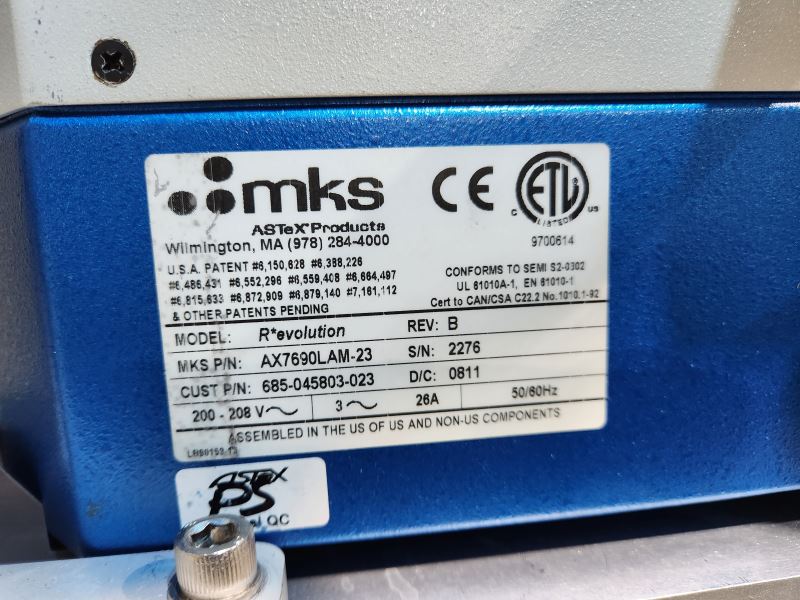 mks
CE
ETL
C LISTED US
9700614
ASTeX® Products
Wilmington, MA (978) 284-4000
U.S.A. PATENT #6,150,628 #6,388,226
#6,486,431 #6,552,296 #6,559,408 #6,664,497
#6,815,633 #6,872,909 #6,879,140 #7,161,112
& OTHER PATENTS PENDING
CONFORMS TO SEMI S2-0302
UL 61010A-1, EN 61010-1
Cert to CAN/CSA C22.2 No.1010.1-92
MODEL: R*evolution REV: B
MKS P/N: AX7690LAM-23 S/N: 2276
CUST P/N: 685-045803-023 D/C: 0811
200 - 208 V~ 3~ 26A 50/60Hz
ASSEMBLED IN THE US OF US AND NON-US COMPONENTS
ASTeX
PS
QC